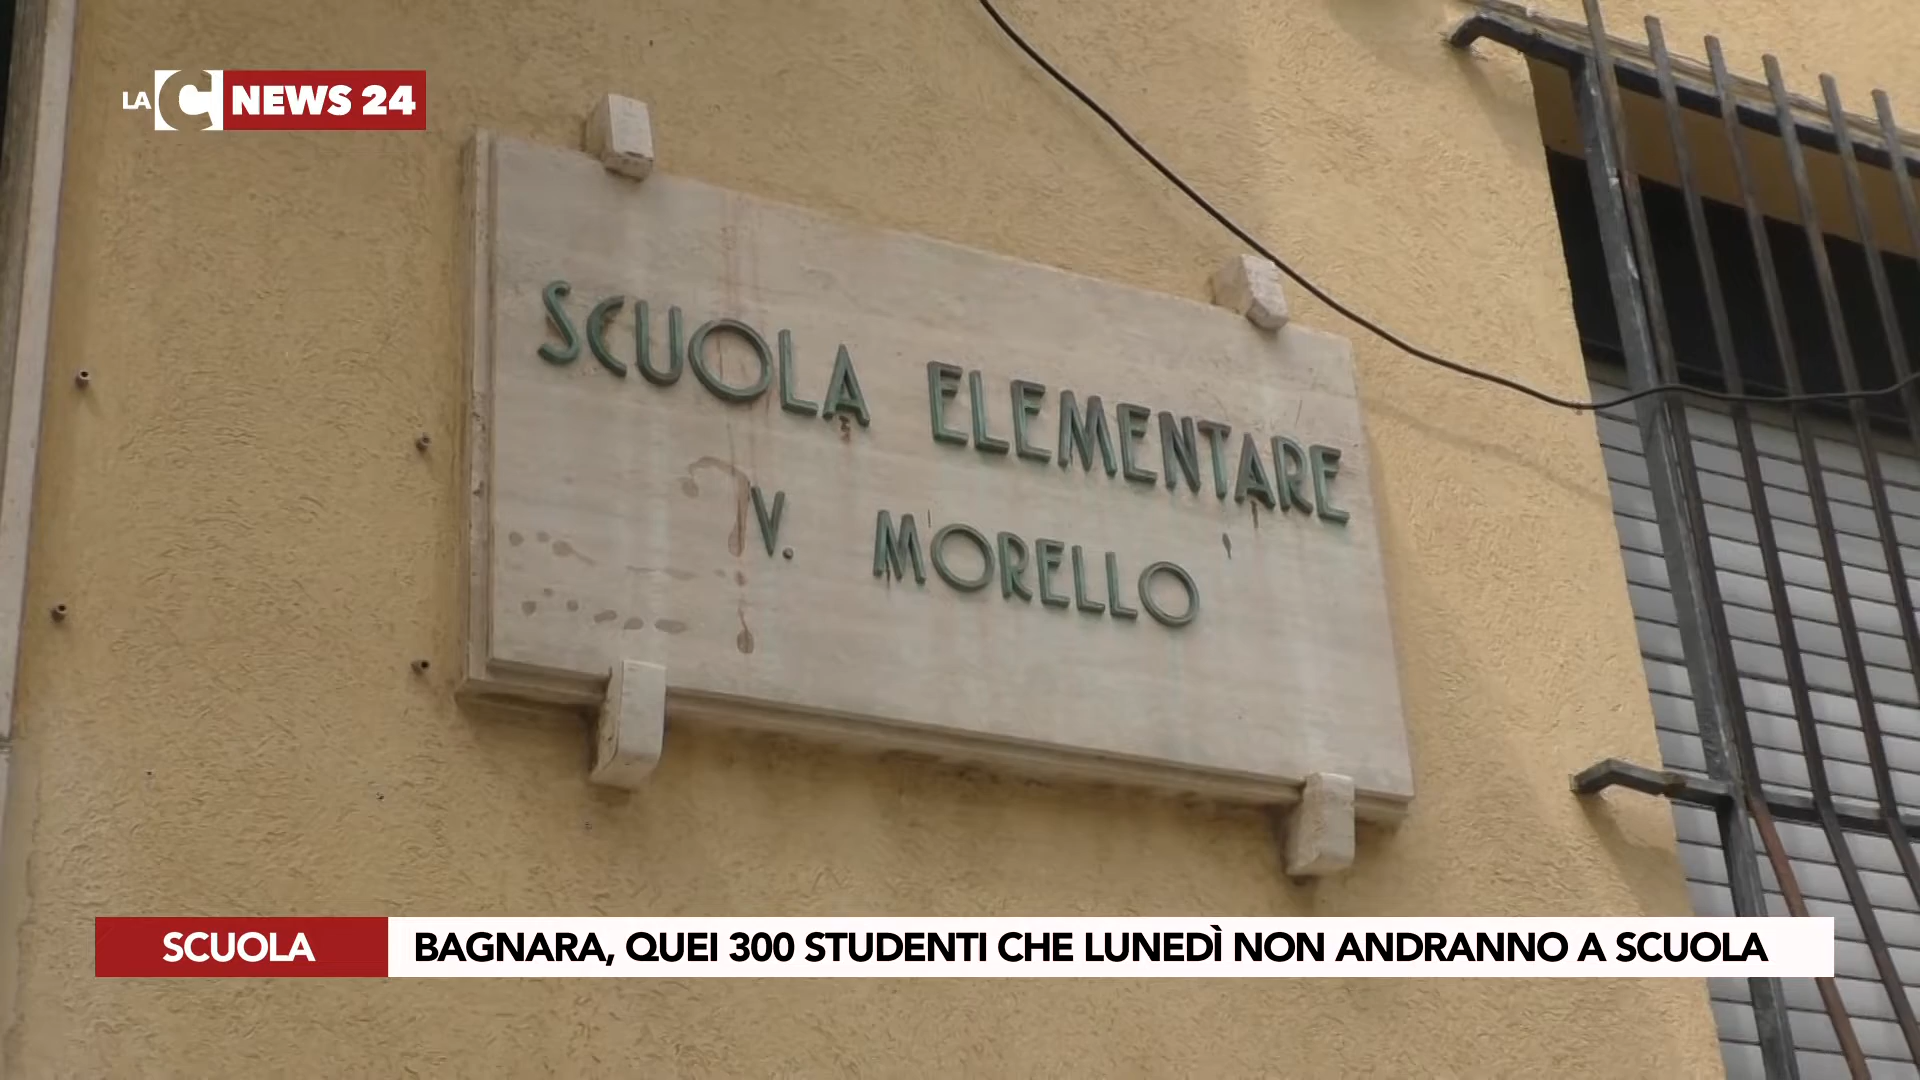 LA C NEWS 24
SCUOLA ELEMENTARE
V. MORELLO
SCUOLA
BAGNARA, QUEI 300 STUDENTI CHE LUNEDÌ NON ANDRANNO A SCUOLA